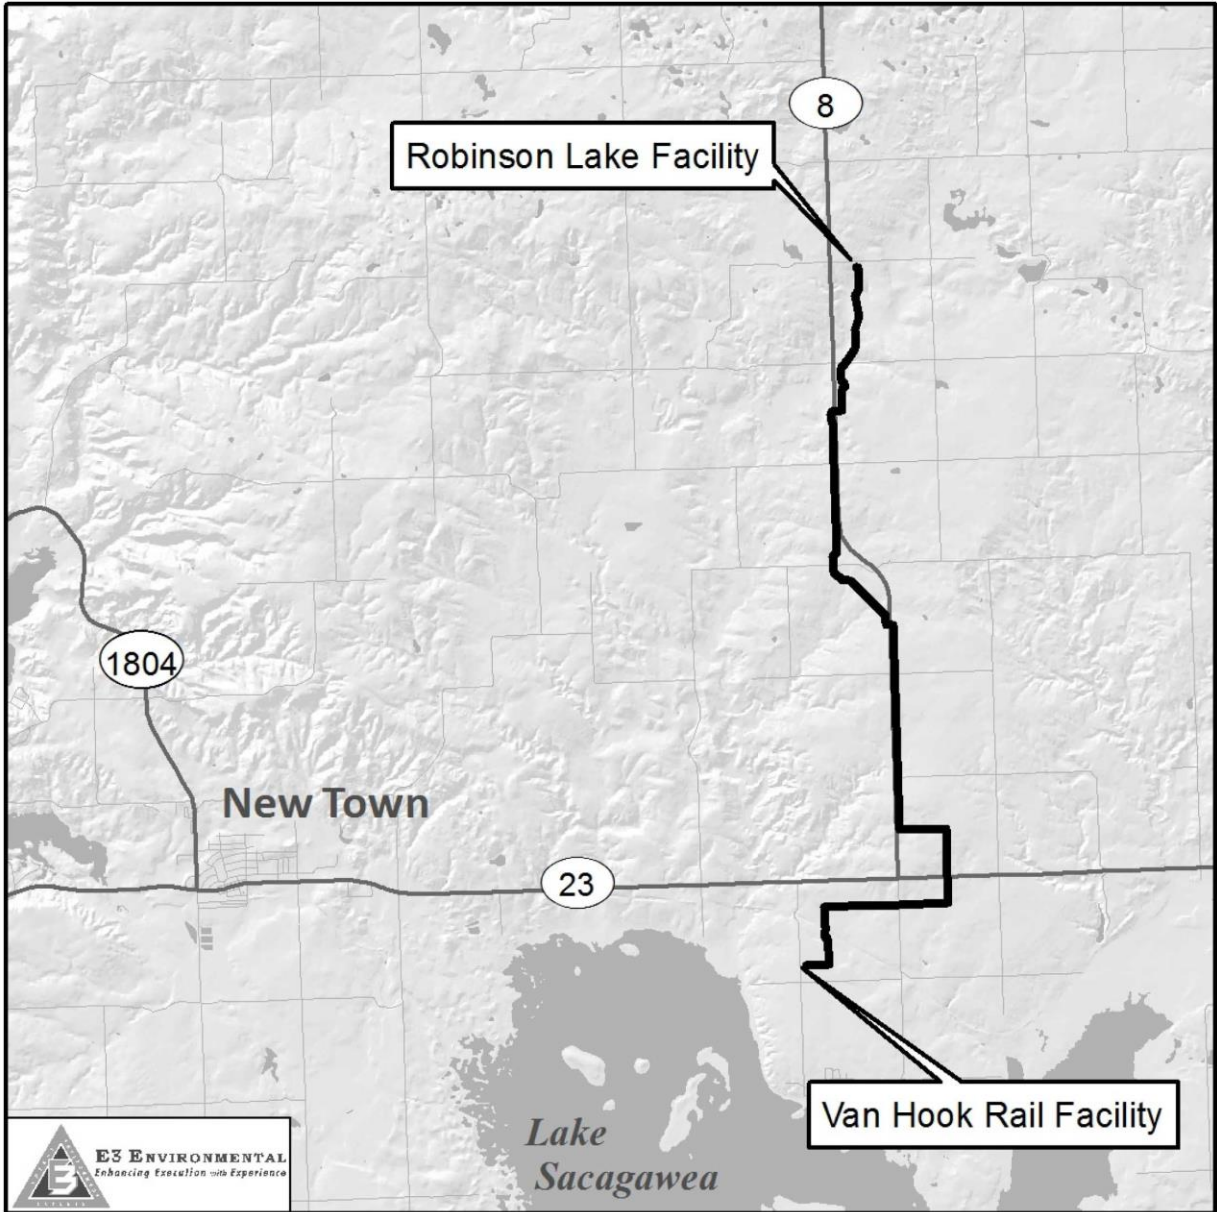 8
Robinson Lake Facility
1804
New Town
23
Van Hook Rail Facility
Lake
Sacagawea
E3 ENVIRONMENTAL
Enhancing Execution with Experience
E3